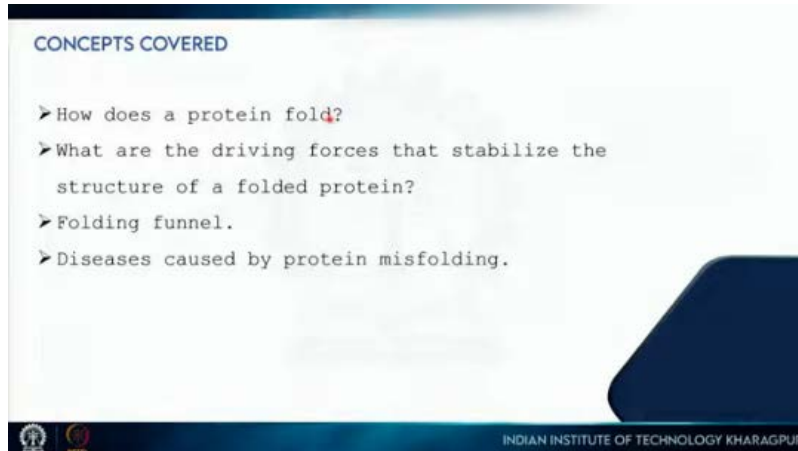 CONCEPTS COVERED
➤How does a protein fold?
➤What are the driving forces that stabilize the
structure of a folded protein?
➤Folding funnel.
➤Diseases caused by protein misfolding.
INDIAN INSTITUTE OF TECHNOLOGY KHARAGPUR